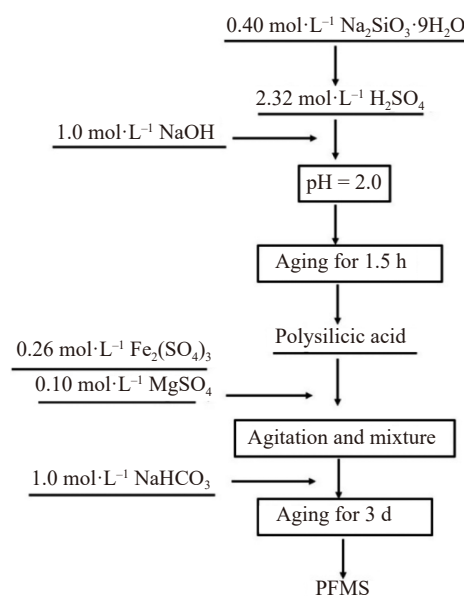 0.40 mol·L⁻¹ Na₂SiO₃·9H₂O
2.32 mol·L⁻¹ H₂SO₄
1.0 mol·L⁻¹ NaOH
pH = 2.0
Aging for 1.5 h
Polysilicic acid
0.26 mol·L⁻¹ Fe₂(SO₄)₃
0.10 mol·L⁻¹ MgSO₄
Agitation and mixture
1.0 mol·L⁻¹ NaHCO₃
Aging for 3 d
PFMS